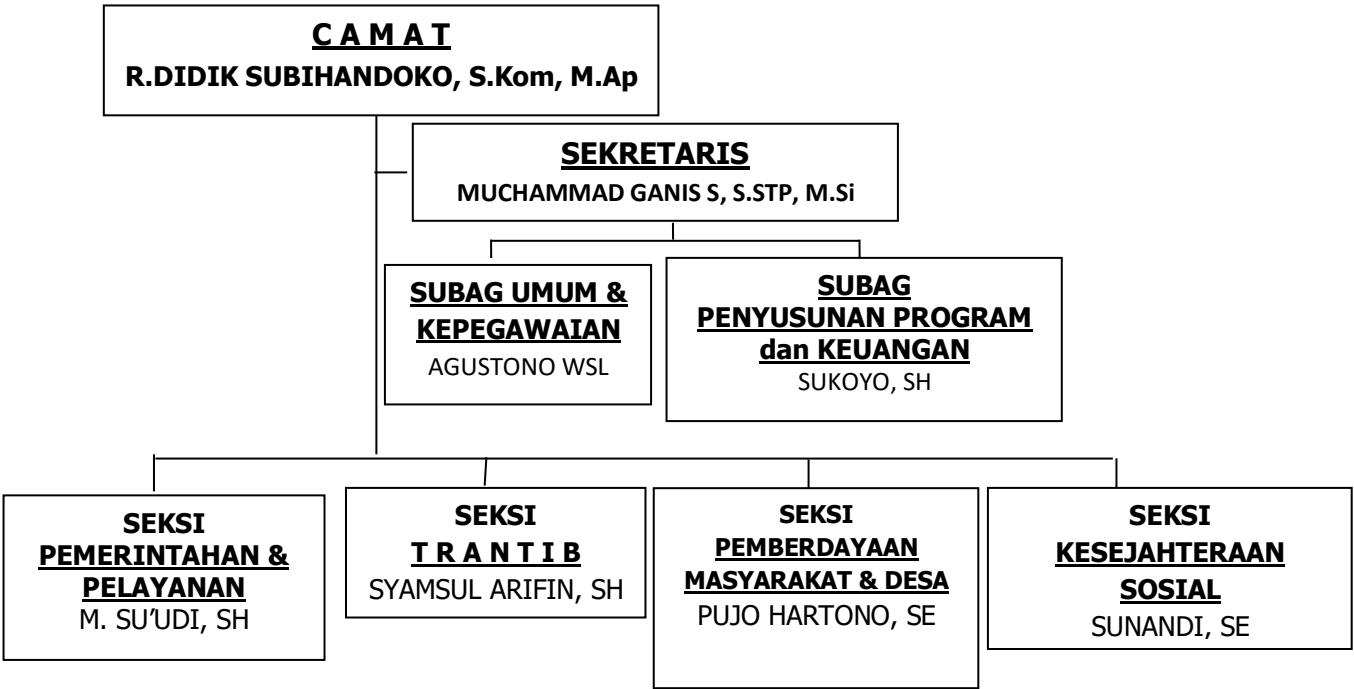 C A M A T
R.DIDIK SUBIHANDOKO, S.Kom, M.Ap
SEKRETARIS
MUCHAMMAD GANIS S, S.STP, M.Si
SUBAG UMUM &
KEPEGAWAIAN
AGUSTONO WSL
SUBAG
PENYUSUNAN PROGRAM
dan KEUANGAN
SUKOYO, SH
SEKSI
PEMERINTAHAN &
PELAYANAN
M. SU’UDI, SH
SEKSI
T R A N T I B
SYAMSUL ARIFIN, SH
SEKSI
PEMBERDAYAAN
MASYARAKAT & DESA
PUJO HARTONO, SE
SEKSI
KESEJAHTERAAN
SOSIAL
SUNANDI, SE